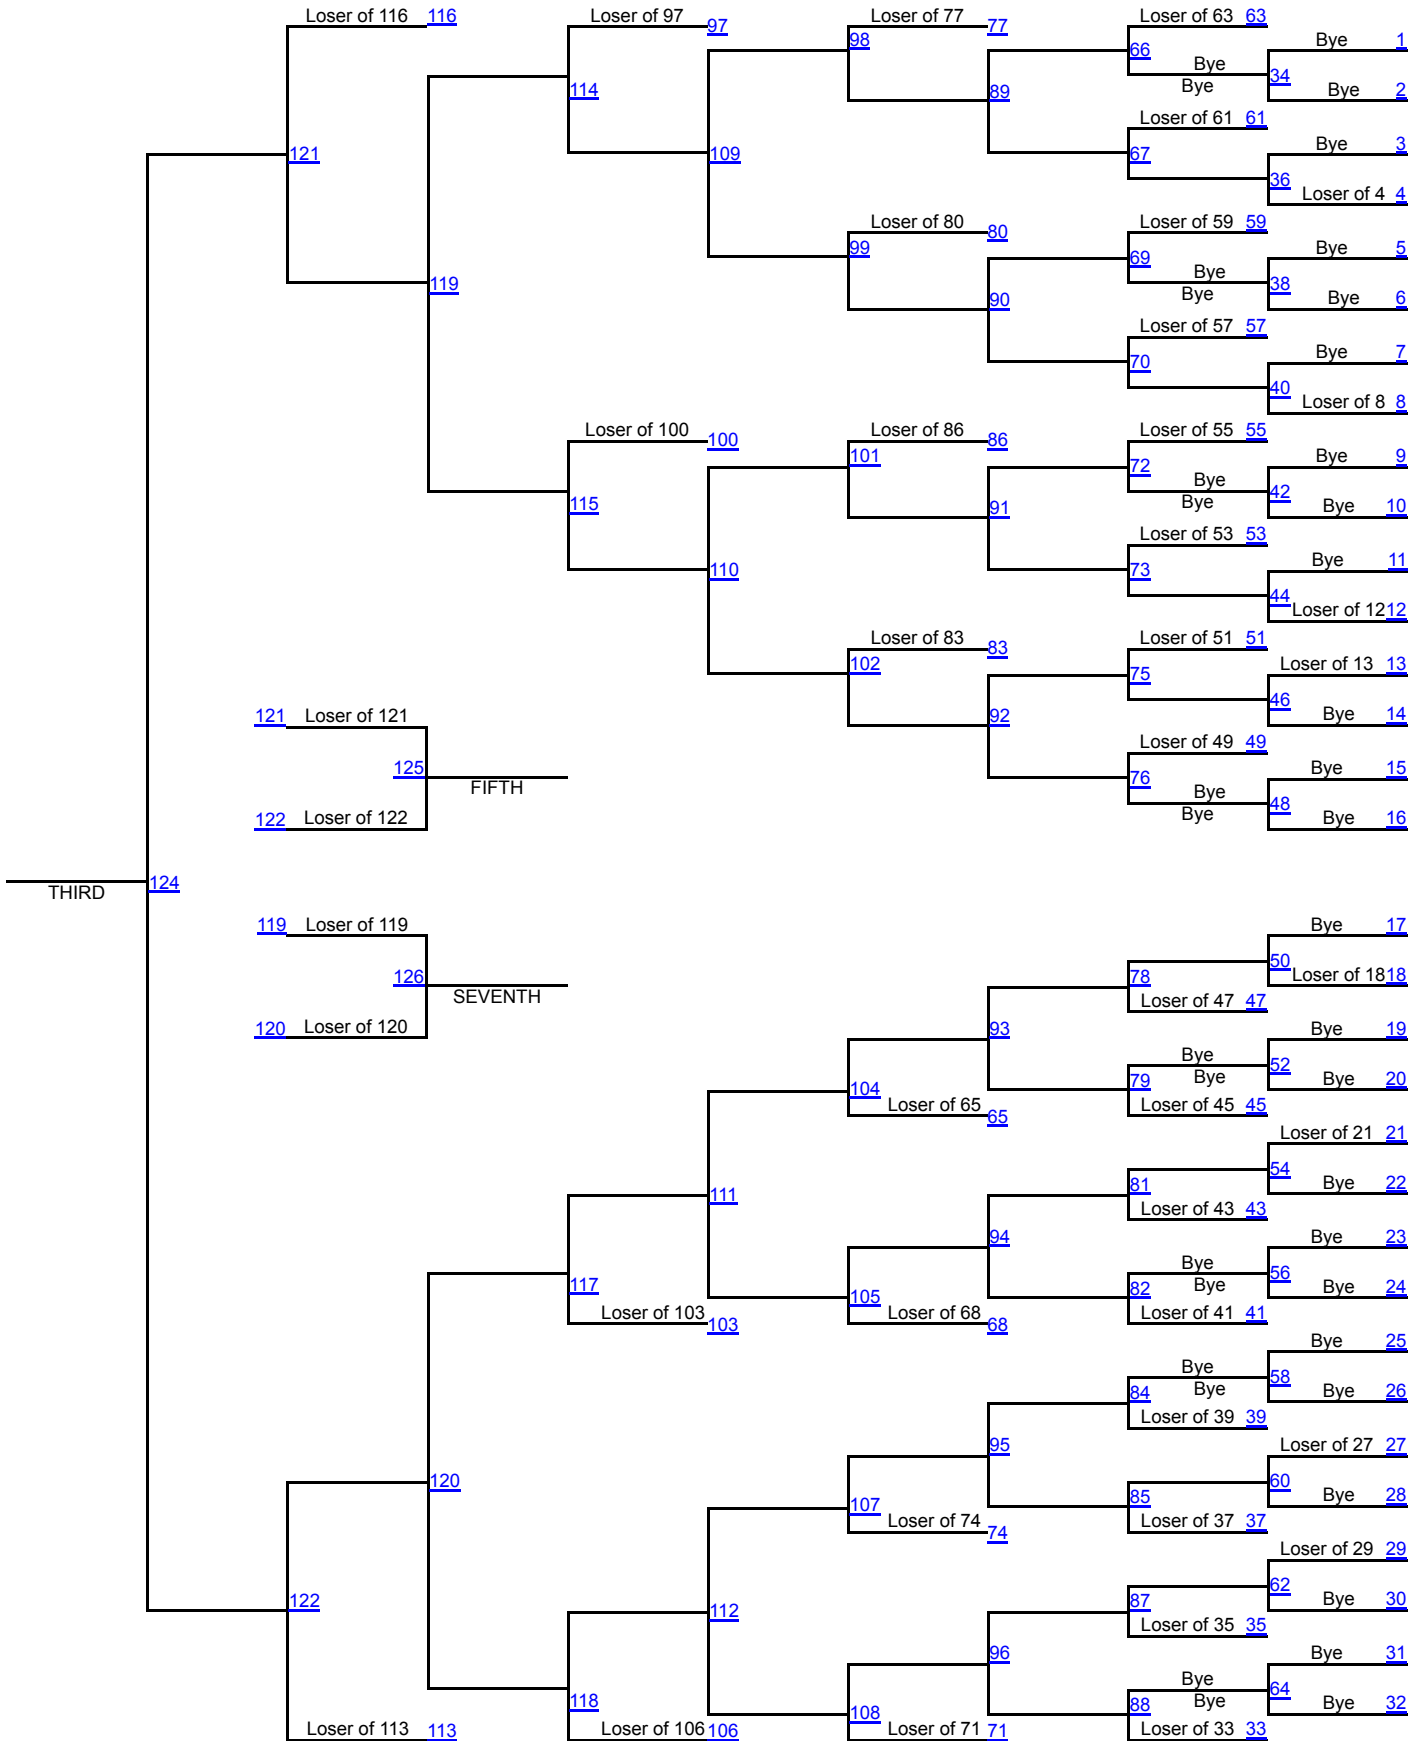 Loser of 116 116 Loser of 97 97 Loser of 77 77 Loser of 63 63
Bye 1
98 66
Bye 34
114 89 Bye Bye 2
Loser of 61 61
121 109 67 Bye 3
36 Loser of 4 4
Loser of 80 80 Loser of 59 59
99 69 Bye 5
119 Bye 38
90 Bye Bye 6
Loser of 57 57
70 Bye 7
40 Loser of 8 8
Loser of 100 100 Loser of 86 86 Loser of 55 55
101 72 Bye 9
Bye 42
115 91 Bye Bye 10
Loser of 53 53
110 73 Bye 11
44 Loser of 12 12
Loser of 83 83 Loser of 51 51
102 75 Loser of 13 13
46
121 Loser of 121 92 Bye 14
Loser of 49 49
125 76 Bye 15
FIFTH Bye 48
122 Loser of 122 Bye Bye 16
124
THIRD
119 Loser of 119 Bye 17
50
126 78 Loser of 18 18
SEVENTH Loser of 47 47
120 Loser of 120 93 Bye 19
Bye 52
104 79 Bye Bye 20
Loser of 65 65 Loser of 45 45
Loser of 21 21
54
111 81 Bye 22
Loser of 43 43
94 Bye 23
Bye 56
117 105 82 Bye Bye 24
Loser of 103 103 Loser of 68 68 Loser of 41 41
Bye 25
Bye 58
84 Bye Bye 26
Loser of 39 39
95 Loser of 27 27
120 60
107 85 Bye 28
Loser of 74 74 Loser of 37 37
Loser of 29 29
62
122 112 87 Bye 30
Loser of 35 35
96 Bye 31
Bye 64
118 108 88 Bye Bye 32
Loser of 113 113 Loser of 106 106 Loser of 71 71 Loser of 33 33